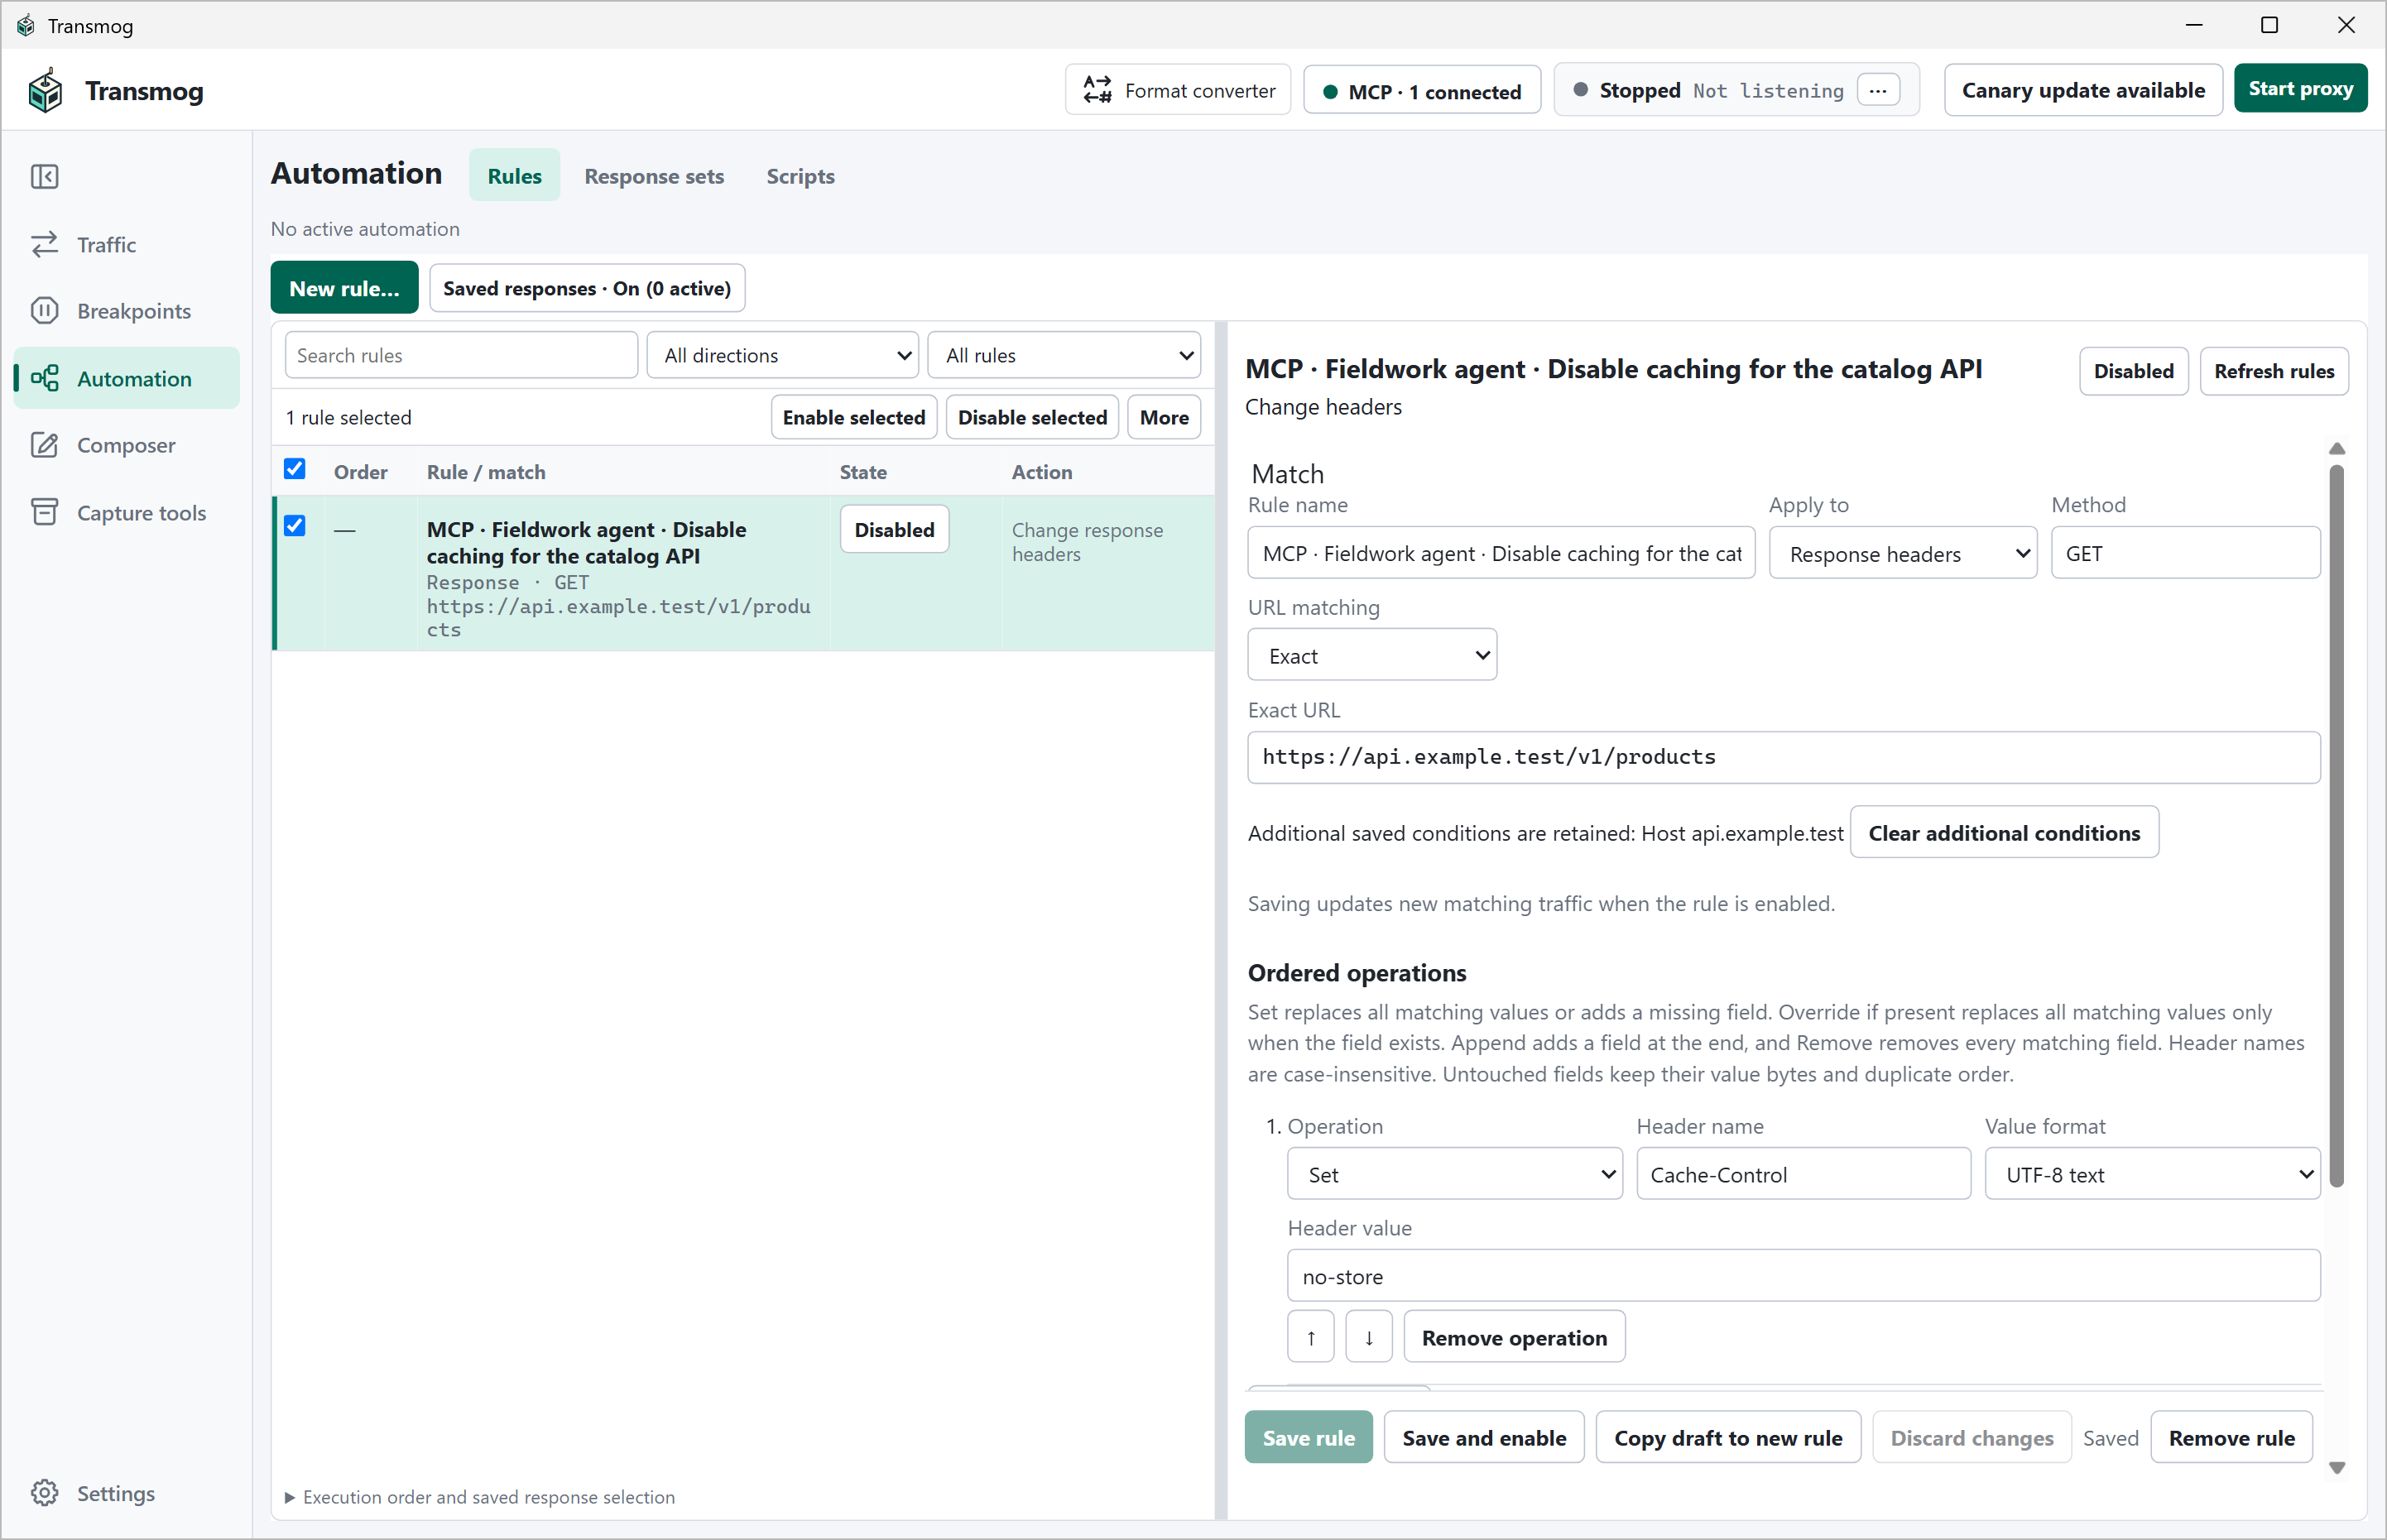 Transmog
Transmog
Format converter
MCP · 1 connected
Stopped Not listening ...
Canary update available
Start proxy
Automation
Rules
Response sets
Scripts
No active automation
Traffic
Breakpoints
Automation
Composer
Capture tools
Settings
New rule...
Saved responses · On (0 active)
Search rules
All directions
All rules
1 rule selected
Enable selected
Disable selected
More
Order
Rule / match
State
Action
—
MCP · Fieldwork agent · Disable
caching for the catalog API
Response · GET
https://api.example.test/v1/produ
cts
Disabled
Change response
headers
Execution order and saved response selection
MCP · Fieldwork agent · Disable caching for the catalog API
Change headers
Disabled
Refresh rules
Match
Rule name
Apply to
Method
MCP · Fieldwork agent · Disable caching for the cat
Response headers
GET
URL matching
Exact
Exact URL
https://api.example.test/v1/products
Additional saved conditions are retained: Host api.example.test
Clear additional conditions
Saving updates new matching traffic when the rule is enabled.
Ordered operations
Set replaces all matching values or adds a missing field. Override if present replaces all matching values only
when the field exists. Append adds a field at the end, and Remove removes every matching field. Header names
are case-insensitive. Untouched fields keep their value bytes and duplicate order.
1. Operation
Header name
Value format
Set
Cache-Control
UTF-8 text
Header value
no-store
↑
↓
Remove operation
Save rule
Save and enable
Copy draft to new rule
Discard changes
Saved
Remove rule